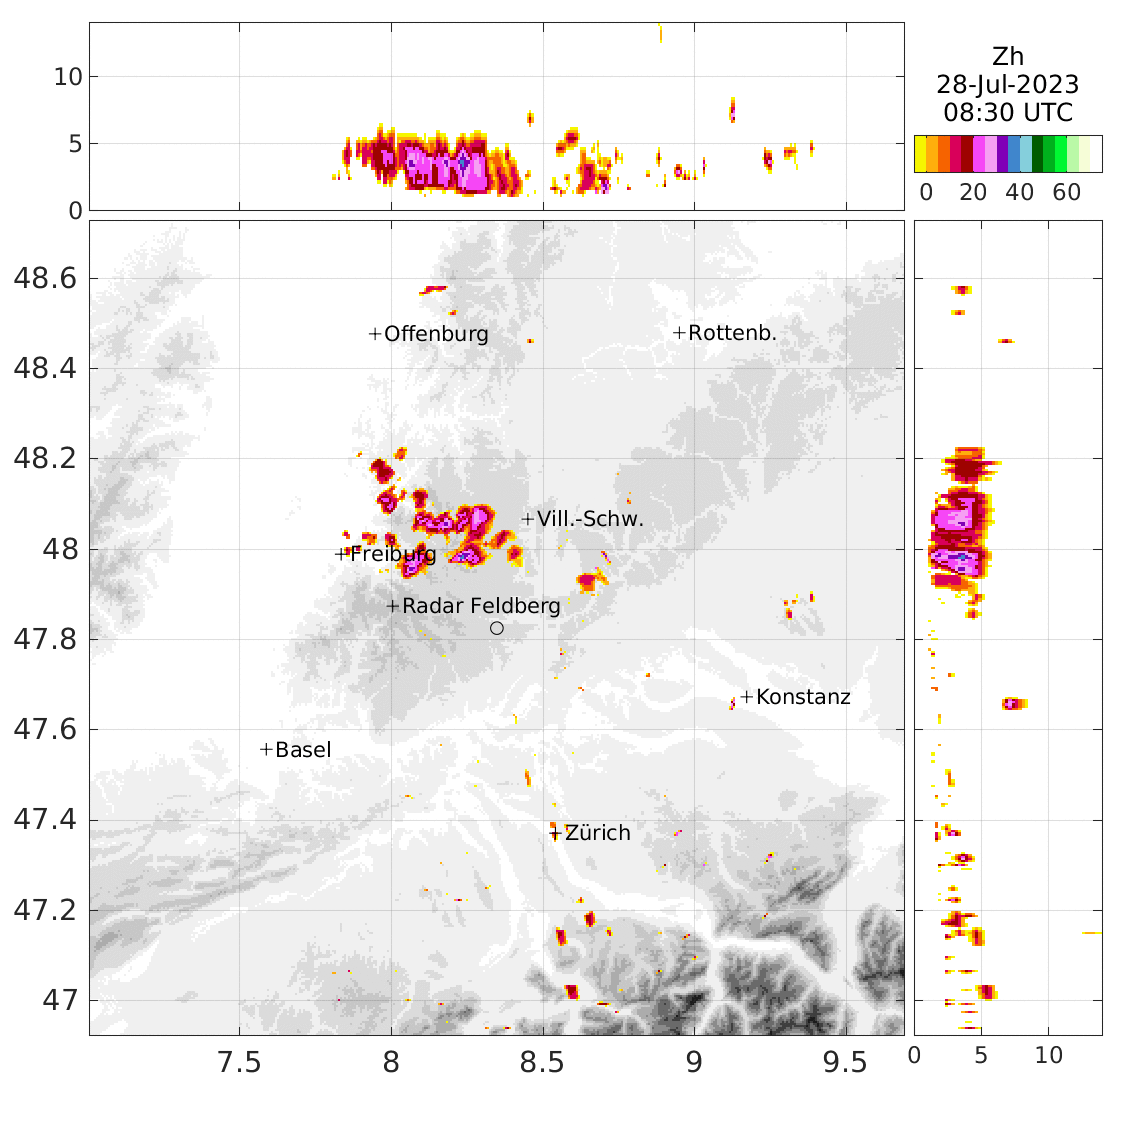 Zh
28-Jul-2023
08:30 UTC
0 20 40 60
10
5
0
48.6
48.4
48.2
48
47.8
47.6
47.4
47.2
47
Offenburg
Rottenb.
Vill.-Schw.
Freiburg
Radar Feldberg
Konstanz
Basel
Zürich
7.5 8 8.5 9 9.5
0 5 10